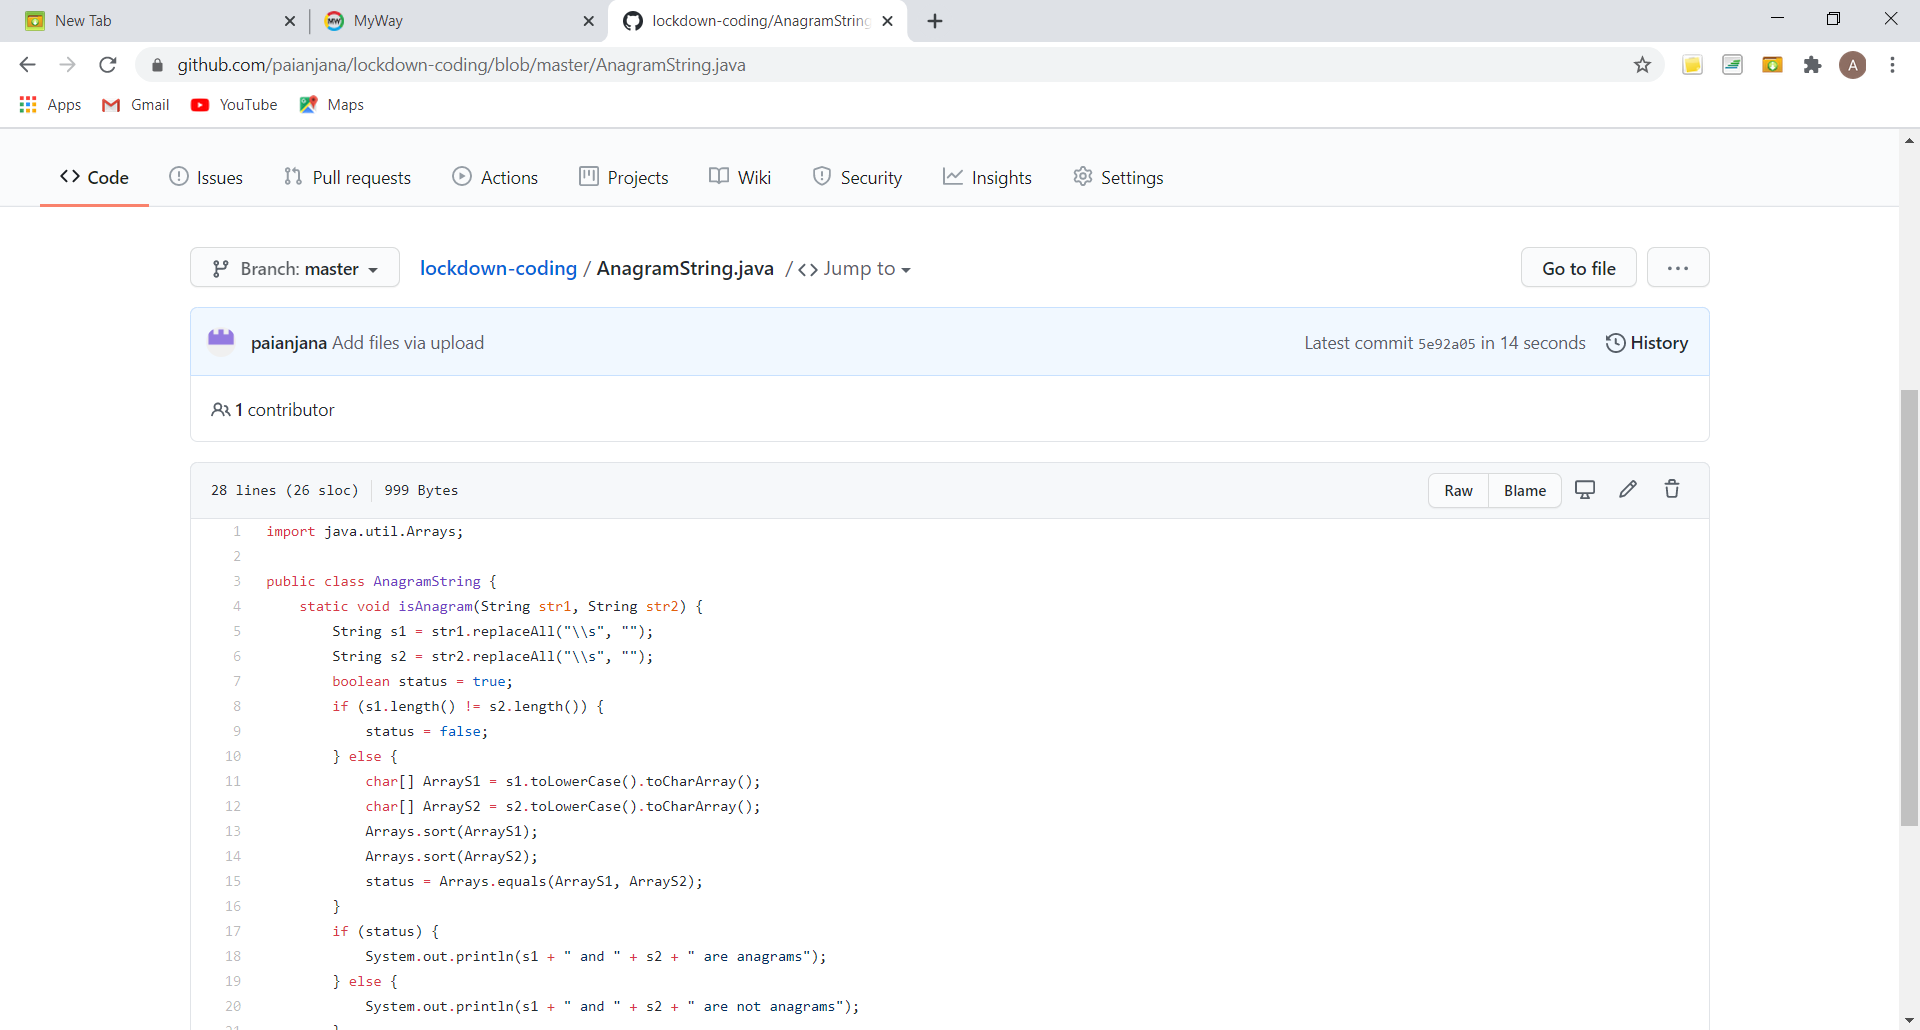 New Tab
MyWay
lockdown-coding/AnagramString
github.com/paianjana/lockdown-coding/blob/master/AnagramString.java
A
Apps
Gmail
YouTube
Maps
Code
Issues
Pull requests
Actions
Projects
Wiki
Security
Insights
Settings
Branch: master
lockdown-coding / AnagramString.java / <> Jump to
Go to file
...
paianjana Add files via upload
Latest commit 5e92a05 in 14 seconds
History
1 contributor
28 lines (26 sloc)
999 Bytes
Raw
Blame
1 import java.util.Arrays;
2
3 public class AnagramString {
4 static void isAnagram(String str1, String str2) {
5 String s1 = str1.replaceAll("\\s", "");
6 String s2 = str2.replaceAll("\\s", "");
7 boolean status = true;
8 if (s1.length() != s2.length()) {
9 status = false;
10 } else {
11 char[] ArrayS1 = s1.toLowerCase().toCharArray();
12 char[] ArrayS2 = s2.toLowerCase().toCharArray();
13 Arrays.sort(ArrayS1);
14 Arrays.sort(ArrayS2);
15 status = Arrays.equals(ArrayS1, ArrayS2);
16 }
17 if (status) {
18 System.out.println(s1 + " and " + s2 + " are anagrams");
19 } else {
20 System.out.println(s1 + " and " + s2 + " are not anagrams");